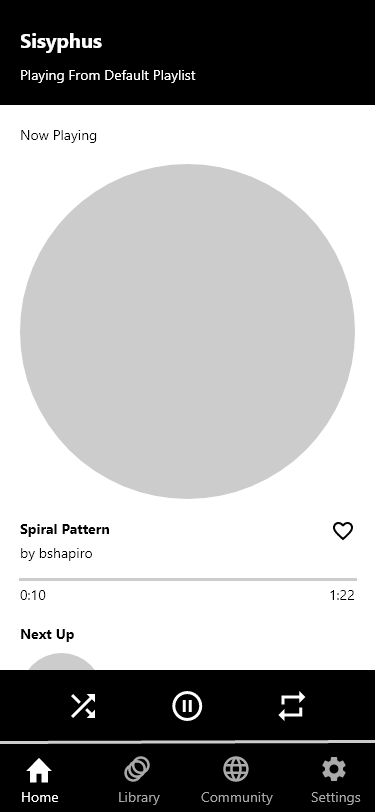 Sisyphus
Playing From Default Playlist
Now Playing
Spiral Pattern
by bshapiro
0:10 1:22
Next Up
Home Library Community Settings